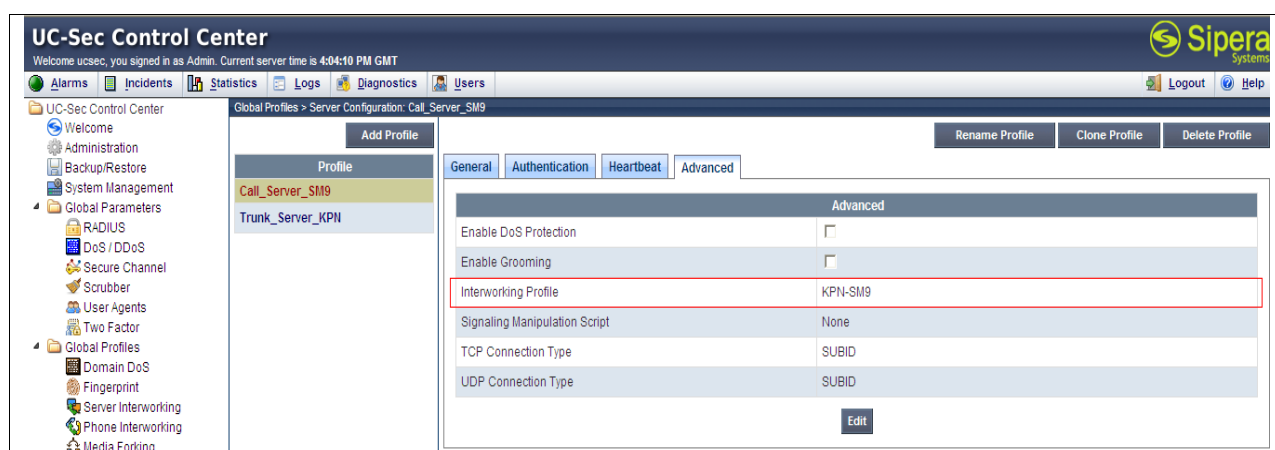 UC-Sec Control Center
Welcome ucsec, you signed in as Admin. Current server time is 4:04:10 PM GMT
Sipera
Systems
Alarms Incidents Statistics Logs Diagnostics Users Logout Help
UC-Sec Control Center
Welcome
Administration
Backup/Restore
System Management
Global Parameters
RADIUS
DoS / DDoS
Secure Channel
Scrubber
User Agents
Two Factor
Global Profiles
Domain DoS
Fingerprint
Server Interworking
Phone Interworking
Media Forking
Global Profiles > Server Configuration: Call_Server_SM9
Add Profile
Profile
Call_Server_SM9
Trunk_Server_KPN
Rename Profile Clone Profile Delete Profile
General Authentication Heartbeat Advanced
Advanced
Enable DoS Protection
Enable Grooming
Interworking Profile KPN-SM9
Signaling Manipulation Script None
TCP Connection Type SUBID
UDP Connection Type SUBID
Edit